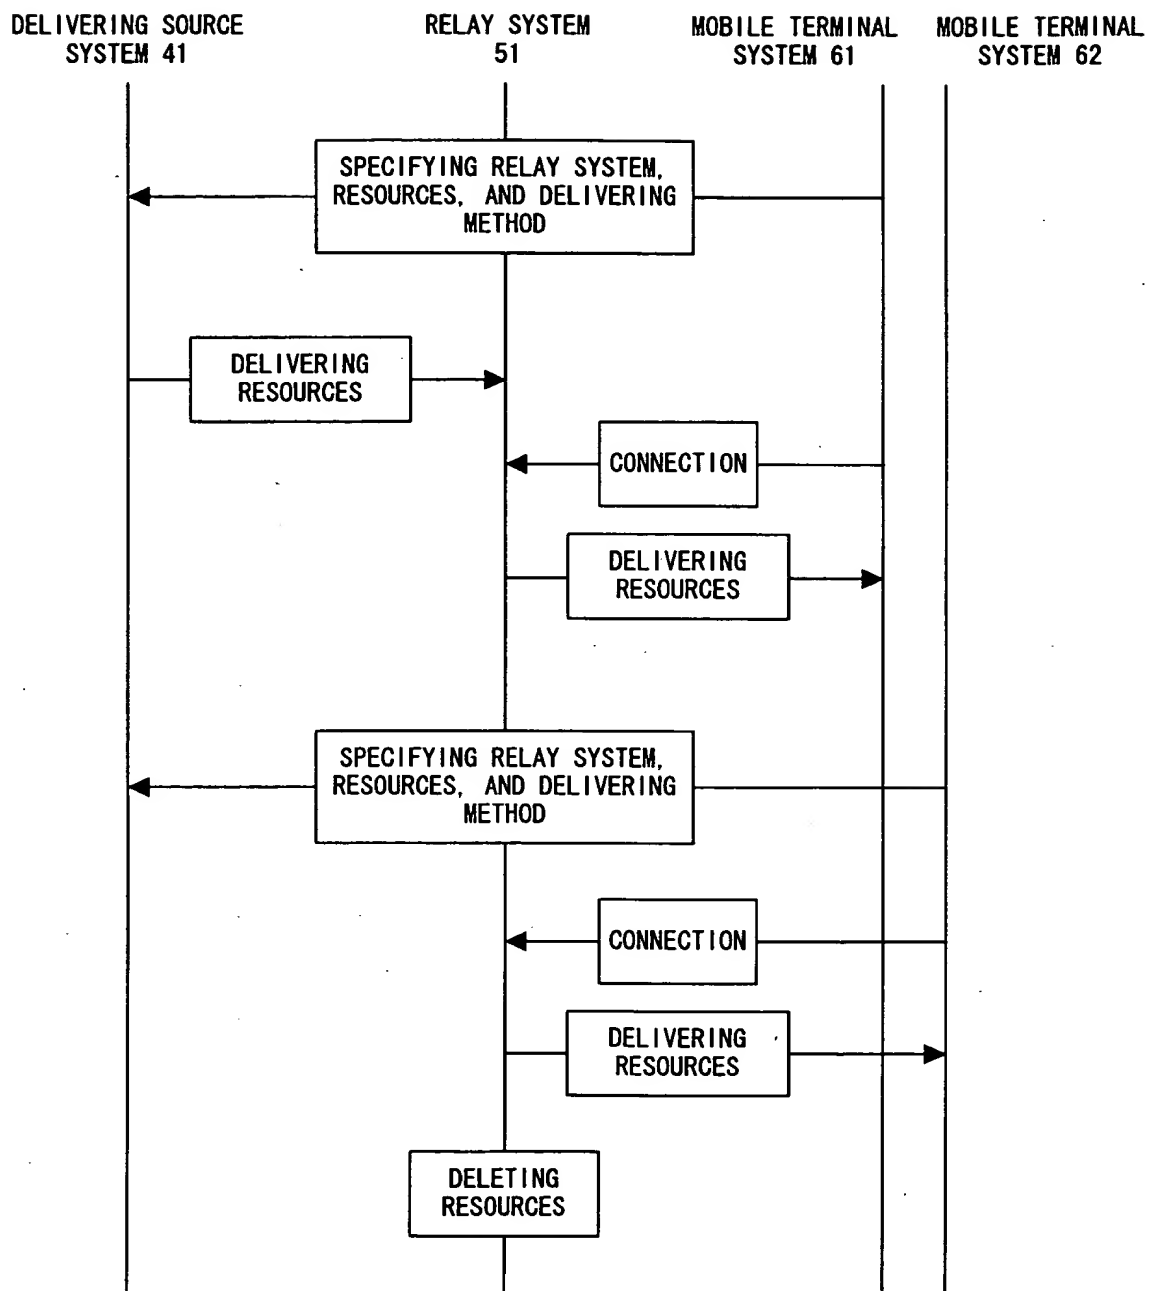 DELIVERING SOURCE
SYSTEM 41
RELAY SYSTEM
51
MOBILE TERMINAL
SYSTEM 61
MOBILE TERMINAL
SYSTEM 62
SPECIFYING RELAY SYSTEM,
RESOURCES, AND DELIVERING
METHOD
DELIVERING
RESOURCES
CONNECTION
DELIVERING
RESOURCES
SPECIFYING RELAY SYSTEM,
RESOURCES, AND DELIVERING
METHOD
CONNECTION
DELIVERING
RESOURCES
DELETING
RESOURCES